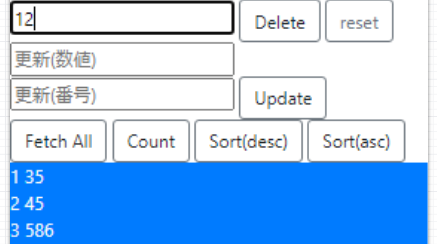 12 Delete reset
更新(数値)
更新(番号) Update
Fetch All Count Sort(desc) Sort(asc)
1 35
2 45
3 586